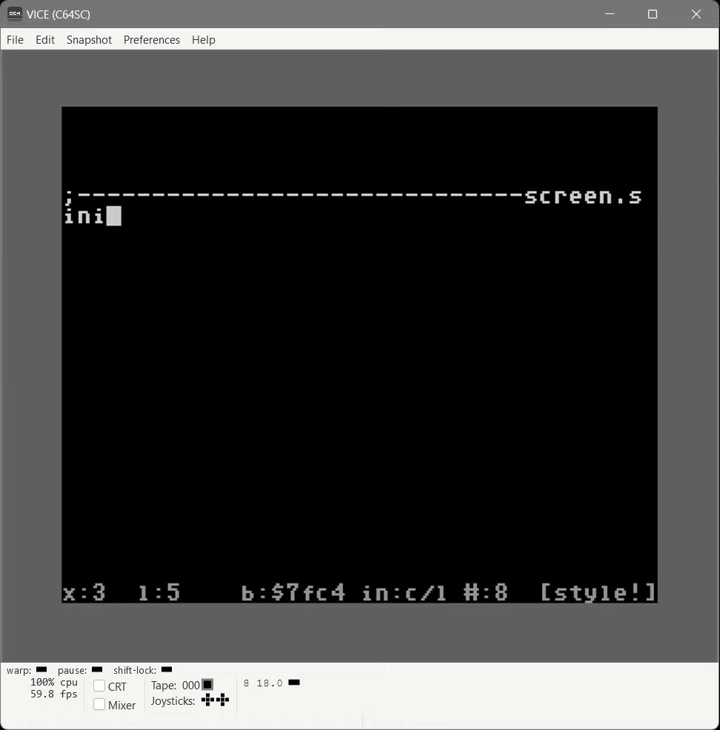 VICE (C64SC)
File Edit Snapshot Preferences Help
;------------------------------screen.s
ini
x:3 l:5 b:$7fc4 in:c/l #:8 [style!]
warp: pause: shift-lock:
100% cpu
59.8 fps
CRT
Mixer
Tape: 000
Joysticks:
8 18.0